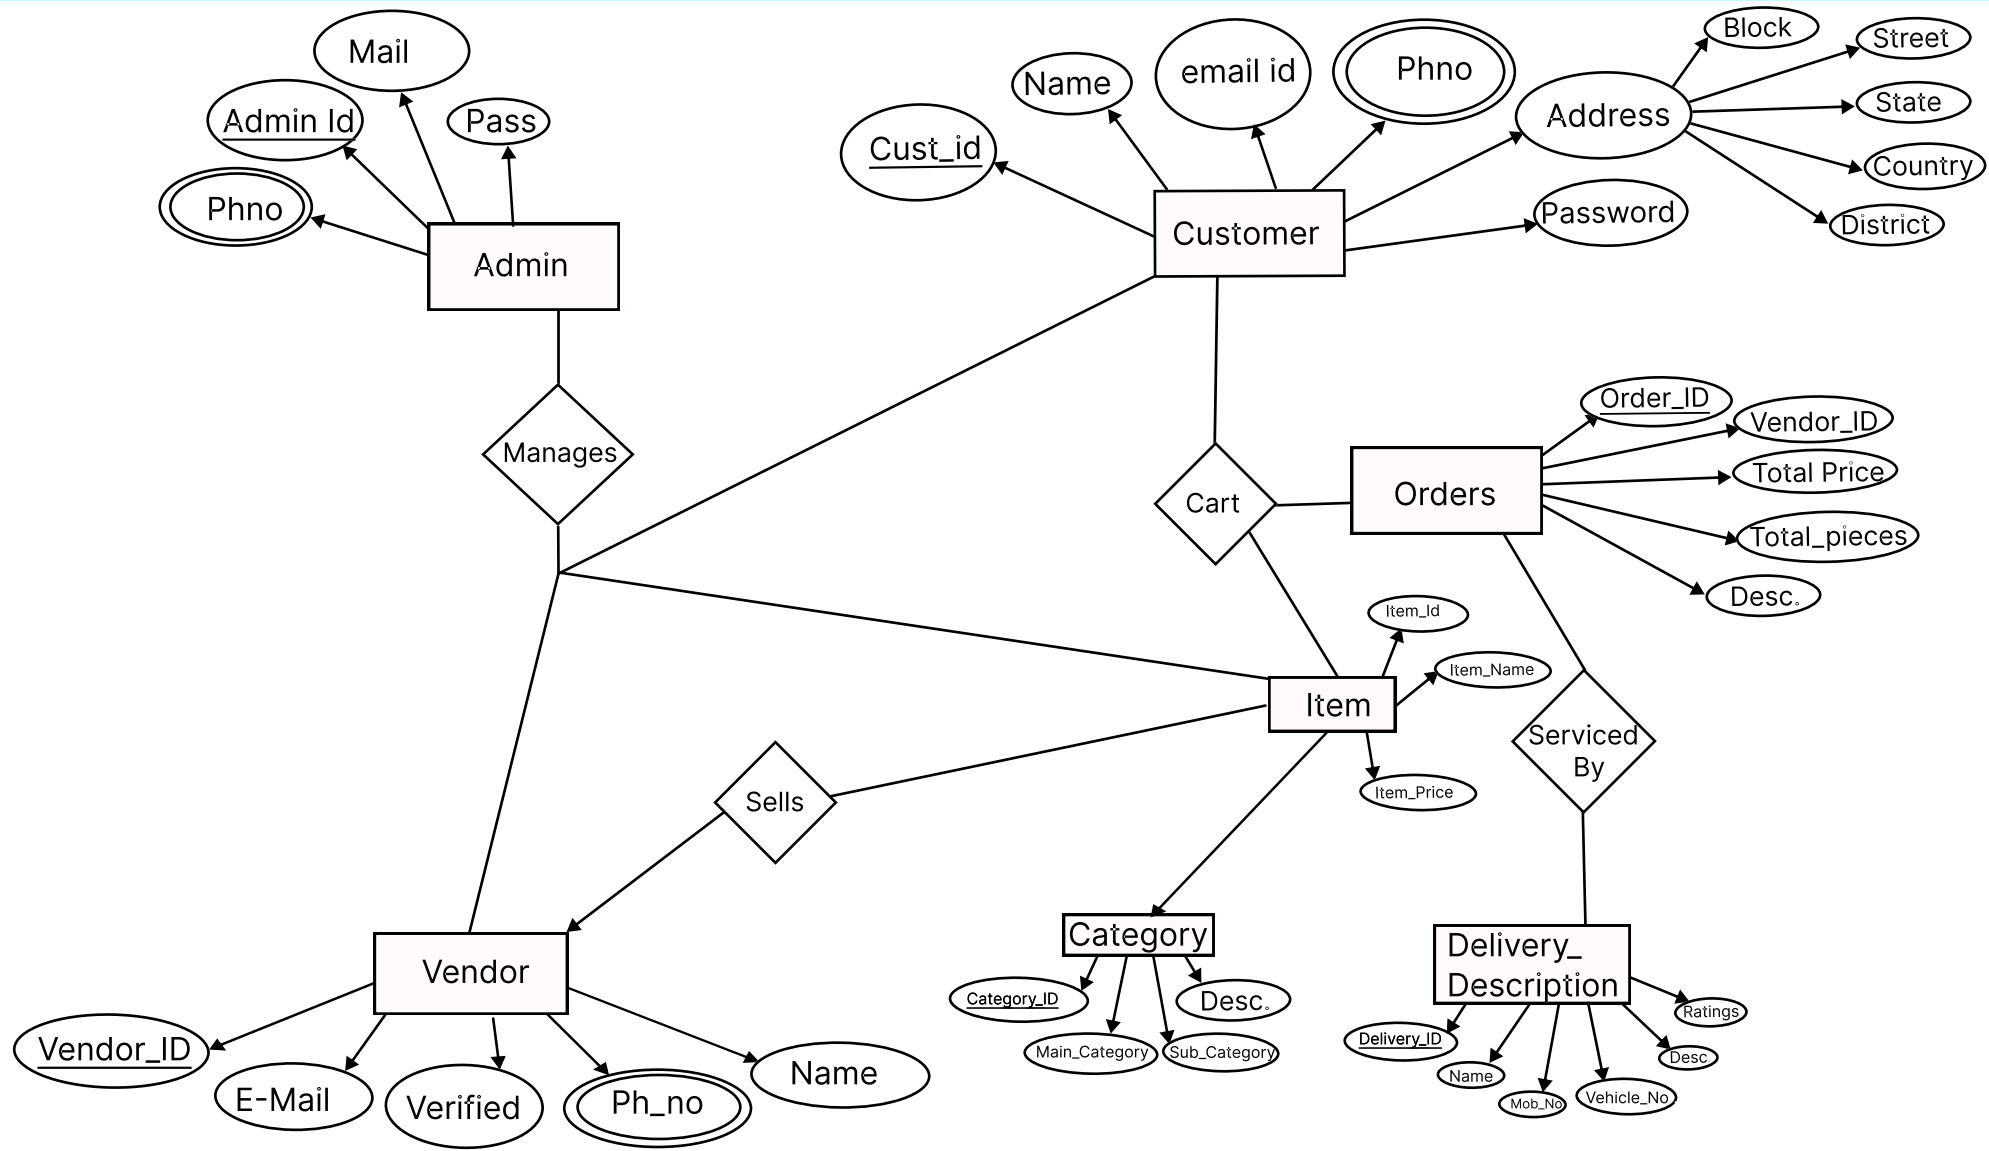 Block
Street
Mail
Name
email id
Phno
Address
State
Admin Id
Pass
Cust_id
Country
Phno
Password
District
Admin
Customer
Order_ID
Vendor_ID
Manages
Total Price
Cart
Orders
Total_pieces
Desc.
Item_Id
Item_Name
Item
Serviced
By
Sells
Item_Price
Category
Delivery_
Description
Vendor
Category_ID
Desc.
Ratings
Vendor_ID
Main_Category
Sub_Category
Delivery_ID
Desc
E-Mail
Verified
Ph_no
Name
Name
Mob_No
Vehicle_No